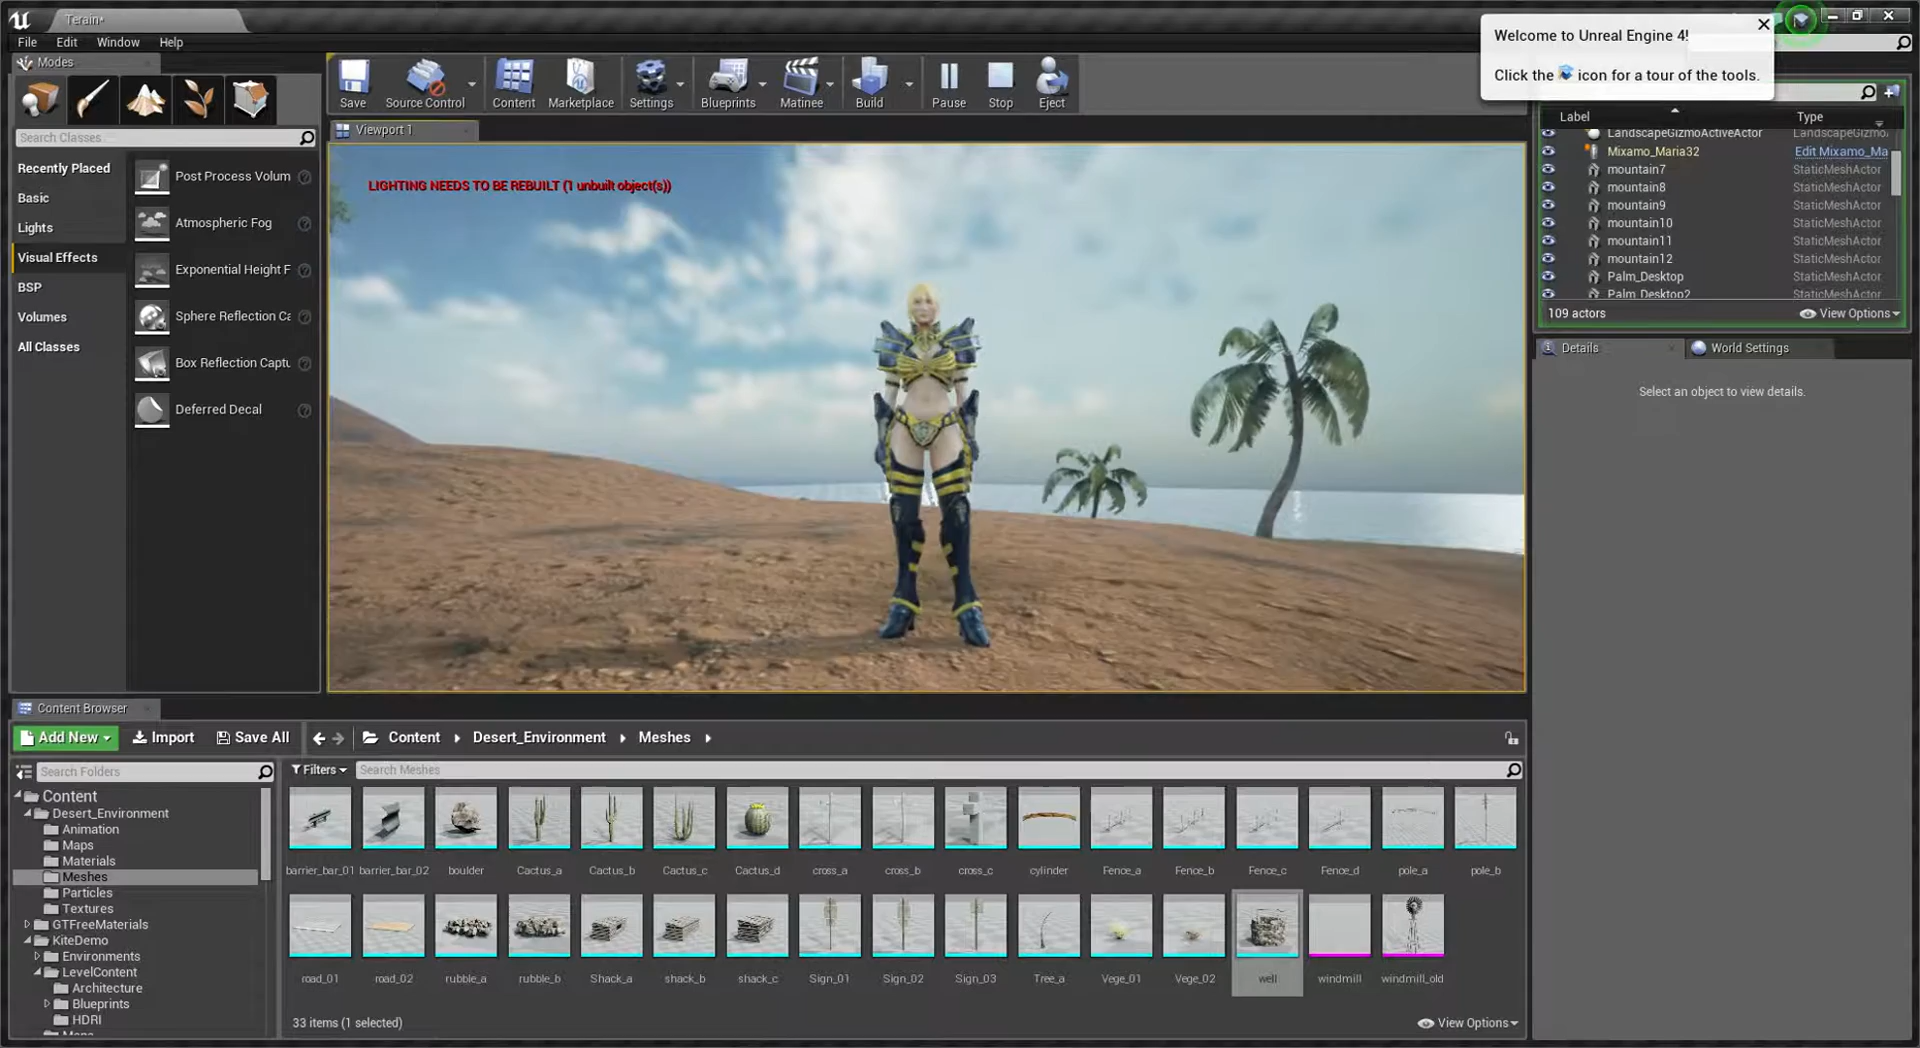 Terain*
File Edit Window Help
Modes
Search Classes
Recently Placed
Basic
Lights
Visual Effects
BSP
Volumes
All Classes
Post Process Volum
Atmospheric Fog
Exponential Height F
Sphere Reflection Ca
Box Reflection Captu
Deferred Decal
Save Source Control Content Marketplace Settings Blueprints Matinee Build Pause Stop Eject
Viewport 1
LIGHTING NEEDS TO BE REBUILT (1 unbuilt object(s))
Welcome to Unreal Engine 4!
Click the icon for a tour of the tools.
Label Type
LandscapeGizmoActiveActor LandscapeGizmo
Mixamo_Maria32 Edit Mixamo_Ma
mountain7 StaticMeshActor
mountain8 StaticMeshActor
mountain9 StaticMeshActor
mountain10 StaticMeshActor
mountain11 StaticMeshActor
mountain12 StaticMeshActor
Palm_Desktop StaticMeshActor
Palm_Desktop2 StaticMeshActor
109 actors View Options
Details World Settings
Select an object to view details.
Content Browser
Add New Import Save All Content Desert_Environment Meshes
Search Folders
Filters Search Meshes
Content
Desert_Environment
Animation
Maps
Materials
Meshes
Particles
Textures
GTFreeMaterials
KiteDemo
Environments
LevelContent
Architecture
Blueprints
HDRI
Maps
barrier_bar_01 barrier_bar_02 boulder Cactus_a Cactus_b Cactus_c Cactus_d cross_a cross_b cross_c cylinder Fence_a Fence_b Fence_c Fence_d pole_a pole_b
road_01 road_02 rubble_a rubble_b Shack_a shack_b shack_c Sign_01 Sign_02 Sign_03 Tree_a Vege_01 Vege_02 well windmill windmill_old
33 items (1 selected) View Options